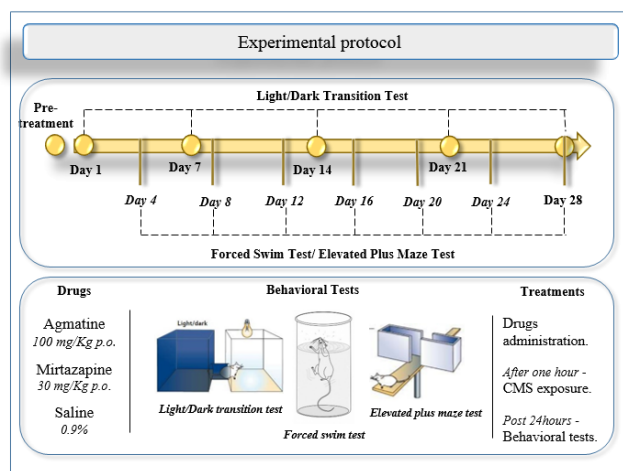 Experimental protocol
Light/Dark Transition Test
Pre-
treatment
Day 1
Day 7
Day 14
Day 21
Day 4
Day 8
Day 12
Day 16
Day 20
Day 24
Day 28
Forced Swim Test/ Elevated Plus Maze Test
Drugs
Agmatine
100 mg/Kg p.o.
Mirtazapine
30 mg/Kg p.o.
Saline
0.9%
Behavioral Tests
Light/dark
Light/Dark transition test
Forced swim test
Elevated plus maze test
Treatments
Drugs
administration.
After one hour -
CMS exposure.
Post 24hours -
Behavioral tests.